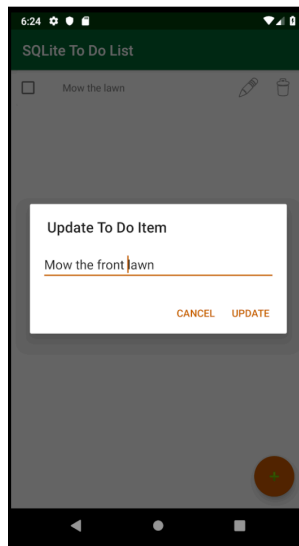 6:24
SQLite To Do List
Mow the lawn
Update To Do Item
Mow the front lawn
CANCEL UPDATE